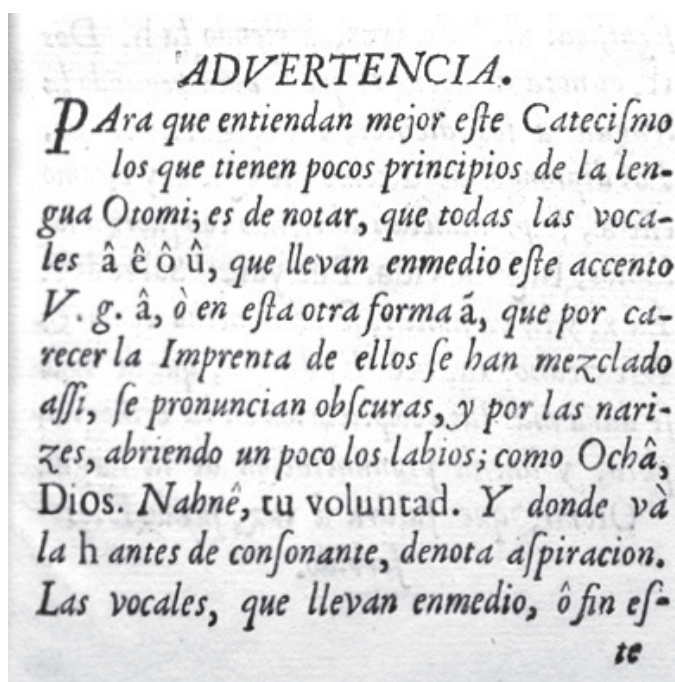 ADVERTENCIA.
PAra que entiendan mejor eſte Cateciſmo
los que tienen pocos principios de la len-
gua Otomi; es de notar, que todas las voca-
les â ê ô û, que llevan enmedio eſte accento
V. g. â, ò en eſta otra forma ã, que por ca-
recer la Imprenta de ellos ſe han mezclado
aſſi, ſe pronuncian obſcuras, y por las nari-
zes, abriendo un poco los labios; como Ochâ,
Dios. Nahnê, tu voluntad. Y donde và
la h antes de conſonante, denota aſpiracion.
Las vocales, que llevan enmedio, ô fin eſ-
te